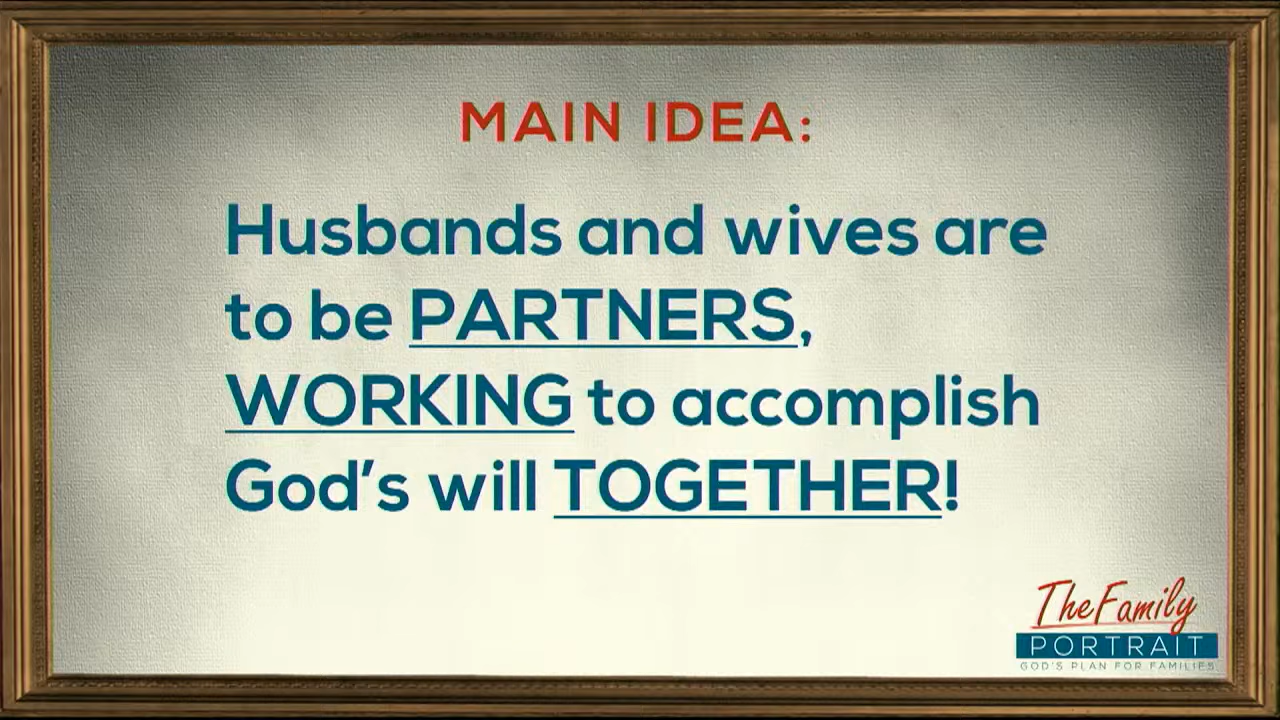 MAIN IDEA:
Husbands and wives are
to be PARTNERS,
WORKING to accomplish
God's will TOGETHER!
The Family
PORTRAIT
GOD'S PLAN FOR FAMILIES